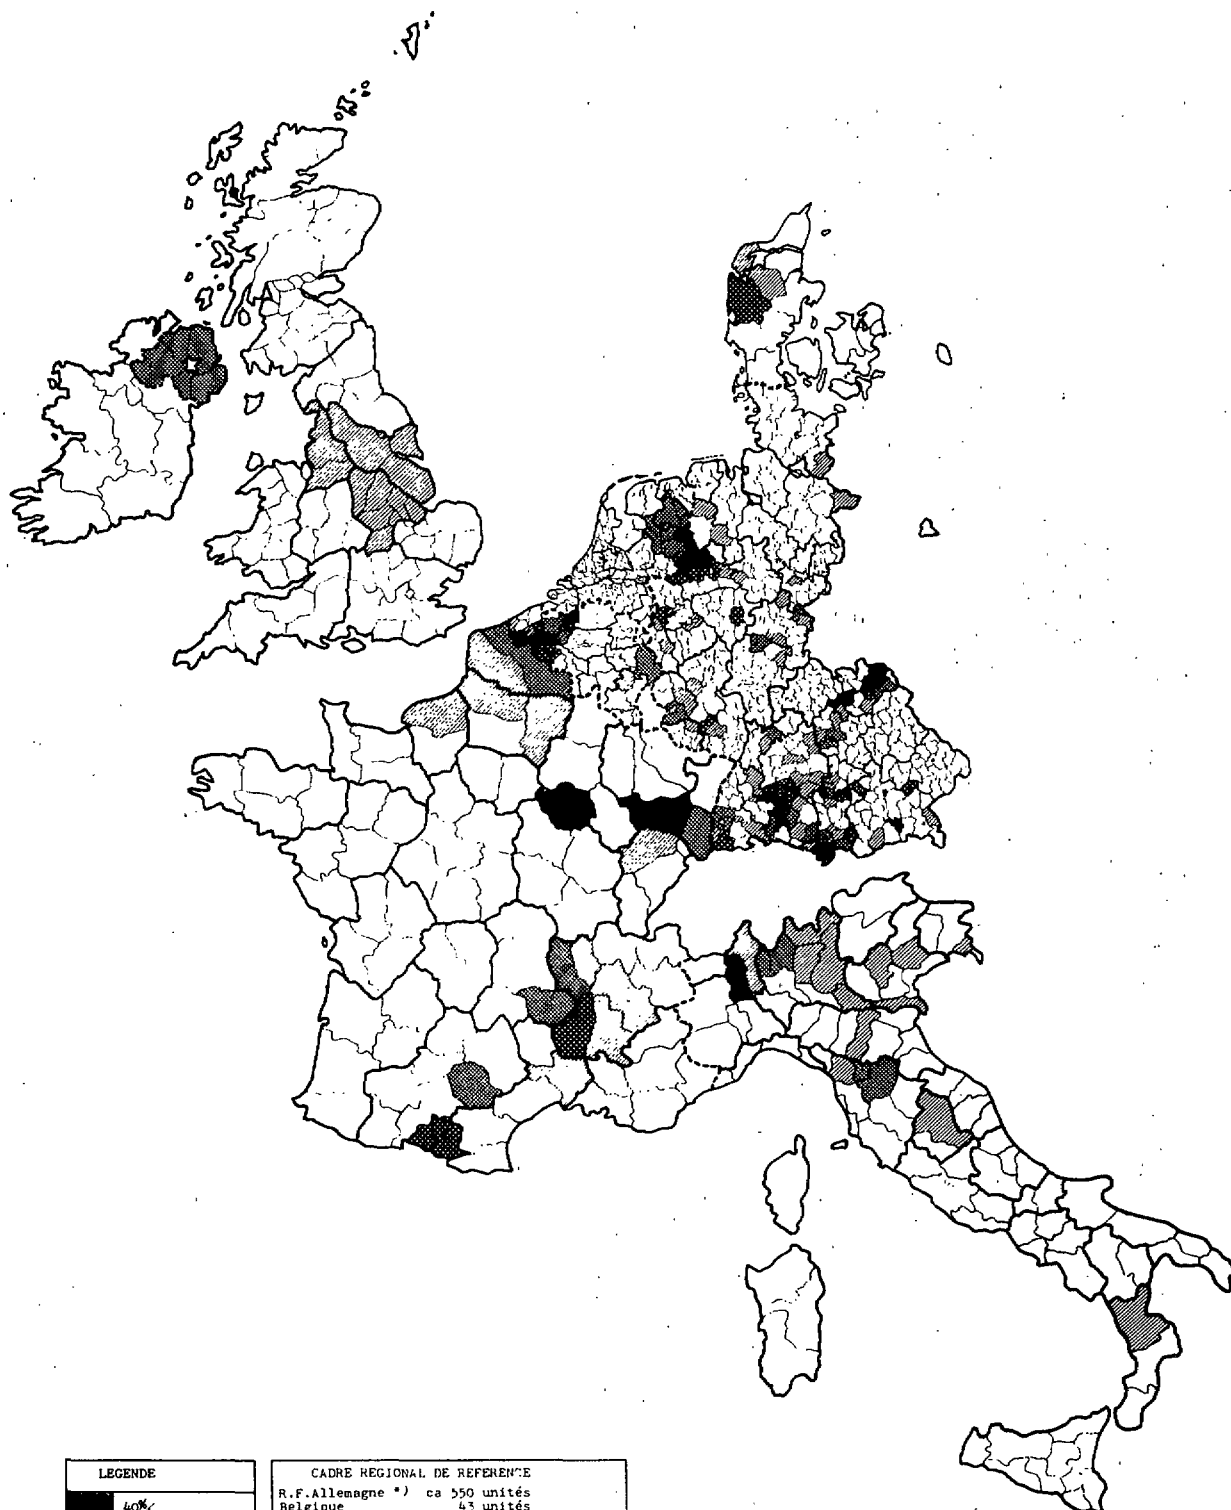 LEGENDE
40%
CADRE REGIONAL DE REFERENCE
R.F.Allemagne *) ca 550 unités
Belgique 43 unités